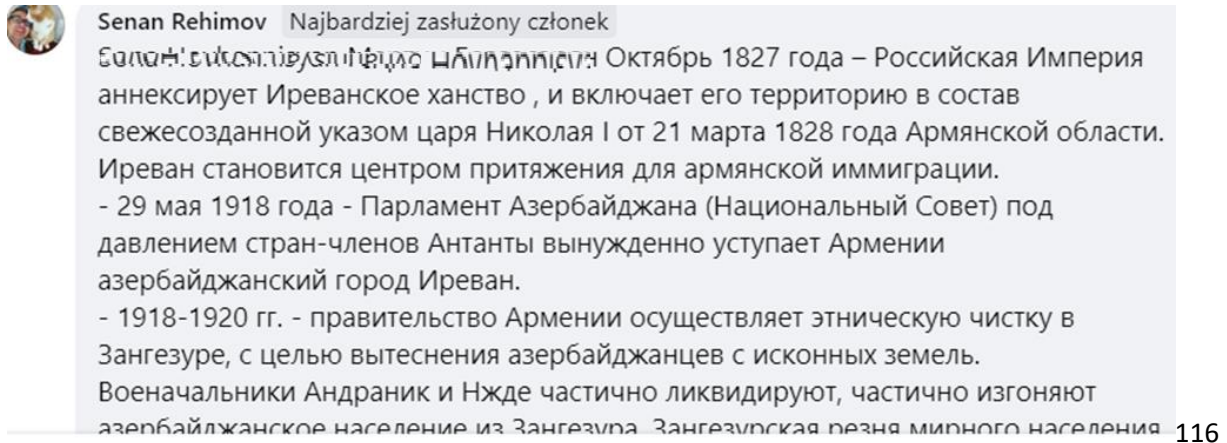 Senan Rehimov Najbardziej zasłużony członek
Октябрь 1827 года – Российская Империя
аннексирует Иреванское ханство , и включает его территорию в состав
свежесозданной указом царя Николая I от 21 марта 1828 года Армянской области.
Иреван становится центром притяжения для армянской иммиграции.
- 29 мая 1918 года - Парламент Азербайджана (Национальный Совет) под
давлением стран-членов Антанты вынужденно уступает Армении
азербайджанский город Иреван.
- 1918-1920 гг. - правительство Армении осуществляет этническую чистку в
Зангезуре, с целью вытеснения азербайджанцев с исконных земель.
Военачальники Андраник и Нжде частично ликвидируют, частично изгоняют
азербайджанское население из Зангезура. Зангезурская резня мирного населения
116